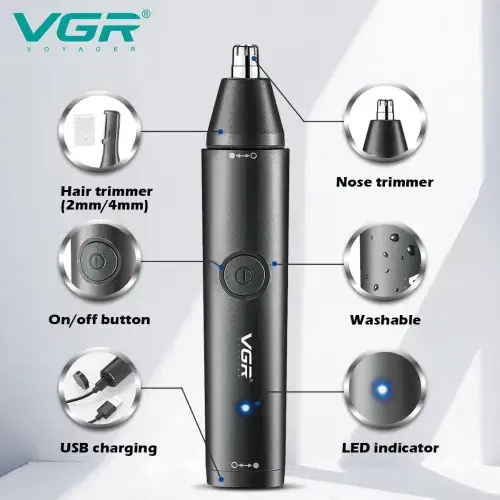 VGR®
VOYAGER
Hair trimmer
(2mm/4mm)
Nose trimmer
On/off button
Washable
VGR®
USB charging
LED indicator